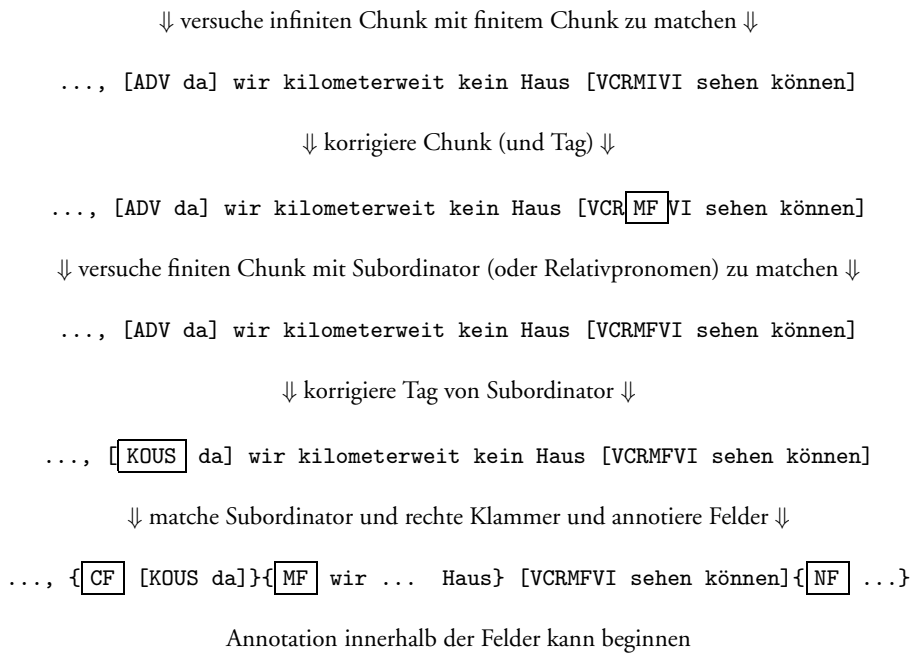 ⇓ versuche infiniten Chunk mit finitem Chunk zu matchen ⇓
..., [ADV da] wir kilometerweit kein Haus [VCRMIVI sehen können]
⇓ korrigiere Chunk (und Tag) ⇓
..., [ADV da] wir kilometerweit kein Haus [VCR MF VI sehen können]
⇓ versuche finiten Chunk mit Subordinator (oder Relativpronomen) zu matchen ⇓
..., [ADV da] wir kilometerweit kein Haus [VCRMFVI sehen können]
⇓ korrigiere Tag von Subordinator ⇓
..., [ KOUS da] wir kilometerweit kein Haus [VCRMFVI sehen können]
⇓ matche Subordinator und rechte Klammer und annotiere Felder ⇓
..., { CF [KOUS da]}{ MF wir ... Haus} [VCRMFVI sehen können]{ NF ...}
Annotation innerhalb der Felder kann beginnen